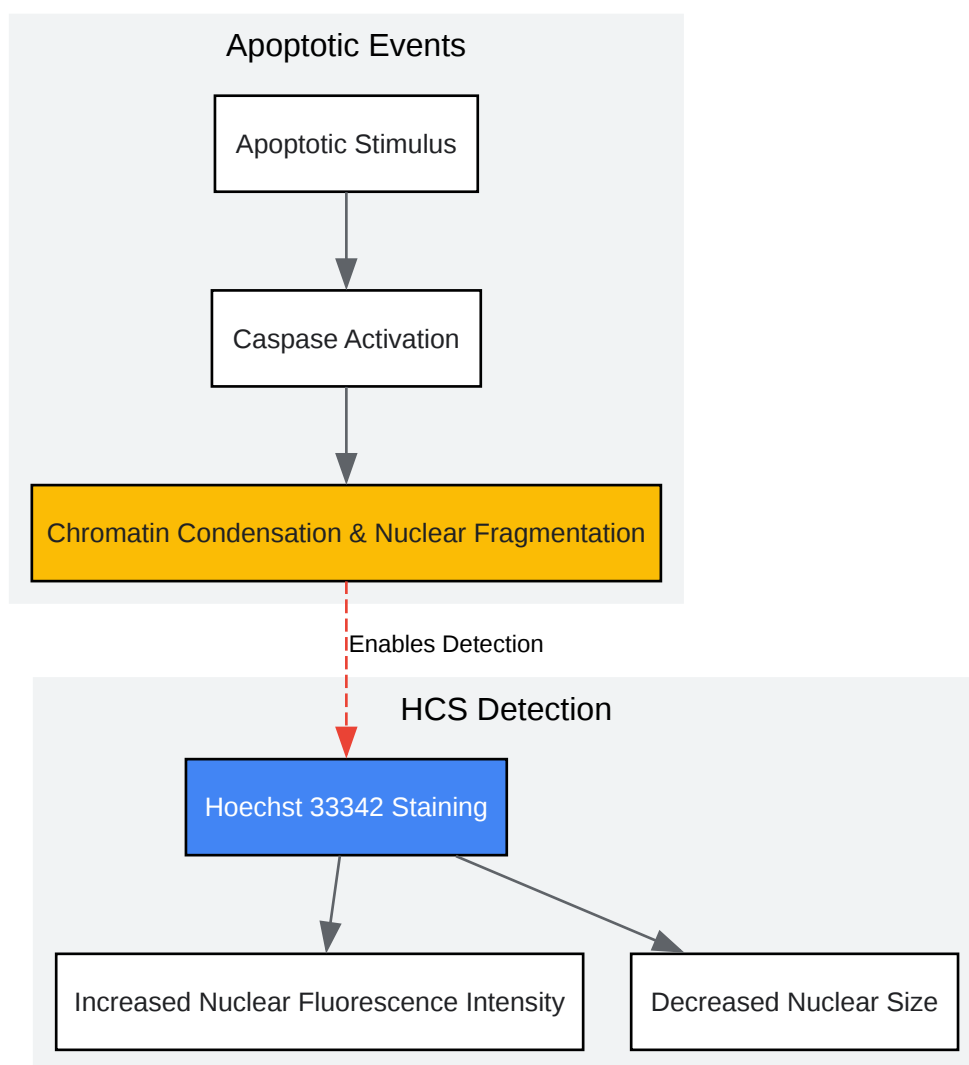 Apoptotic Events
Apoptotic Stimulus
Caspase Activation
Chromatin Condensation & Nuclear Fragmentation
Enables Detection
HCS Detection
Hoechst 33342 Staining
Increased Nuclear Fluorescence Intensity
Decreased Nuclear Size